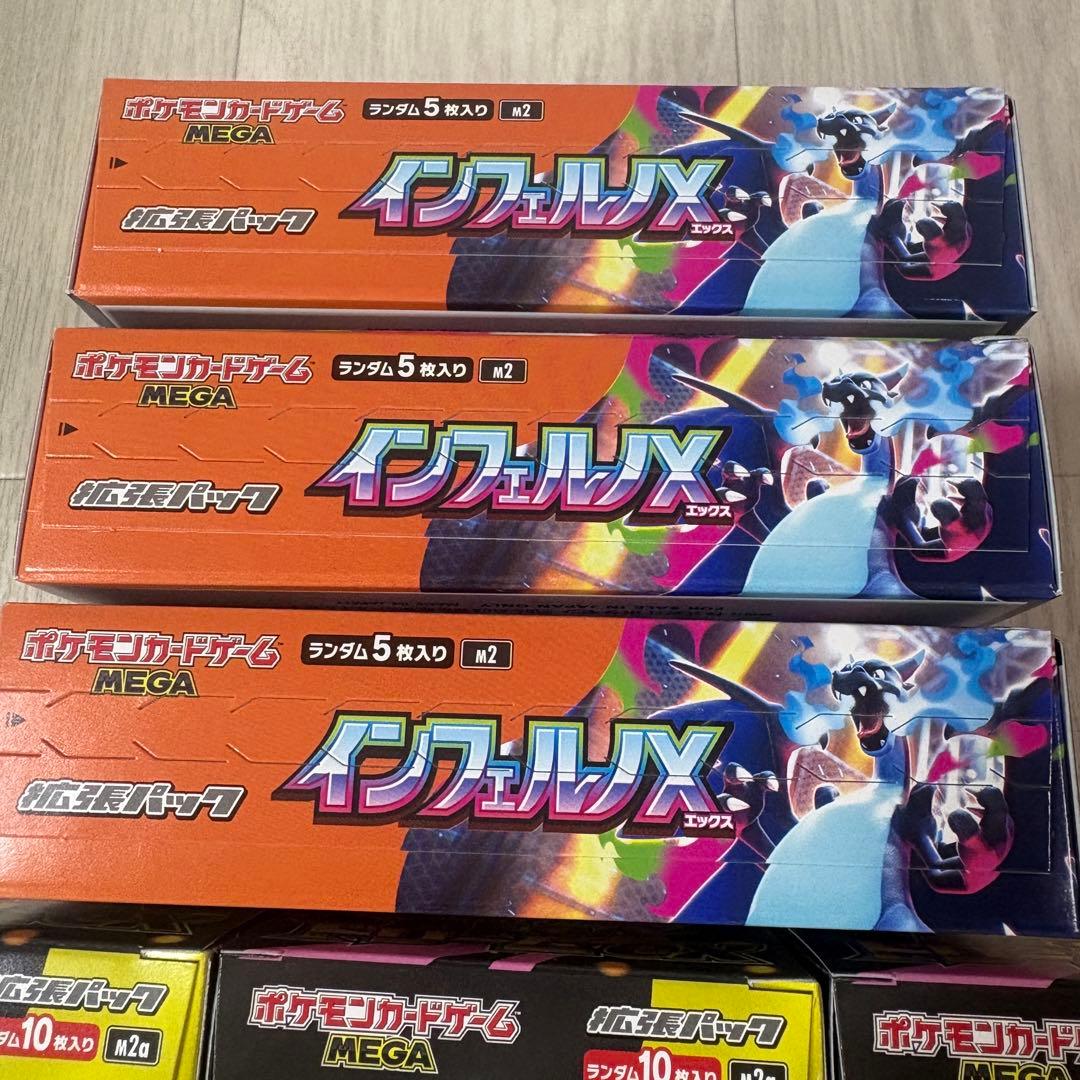 ポケモンカードゲーム
MEGA
ランダム5枚入り M2
拡張パック
インフェルノX
エックス
ポケモンカードゲーム
MEGA
ランダム5枚入り M2
拡張パック
インフェルノX
エックス
FOR SALE IN JAPAN ONLY
ポケモンカードゲーム
MEGA
ランダム5枚入り M2
拡張パック
インフェルノX
エックス
拡張パック
ダム10枚入り M2a
ポケモンカードゲーム
MEGA
拡張パック
ランダム10枚入り M2a
ポケモンカードゲーム
MEGA